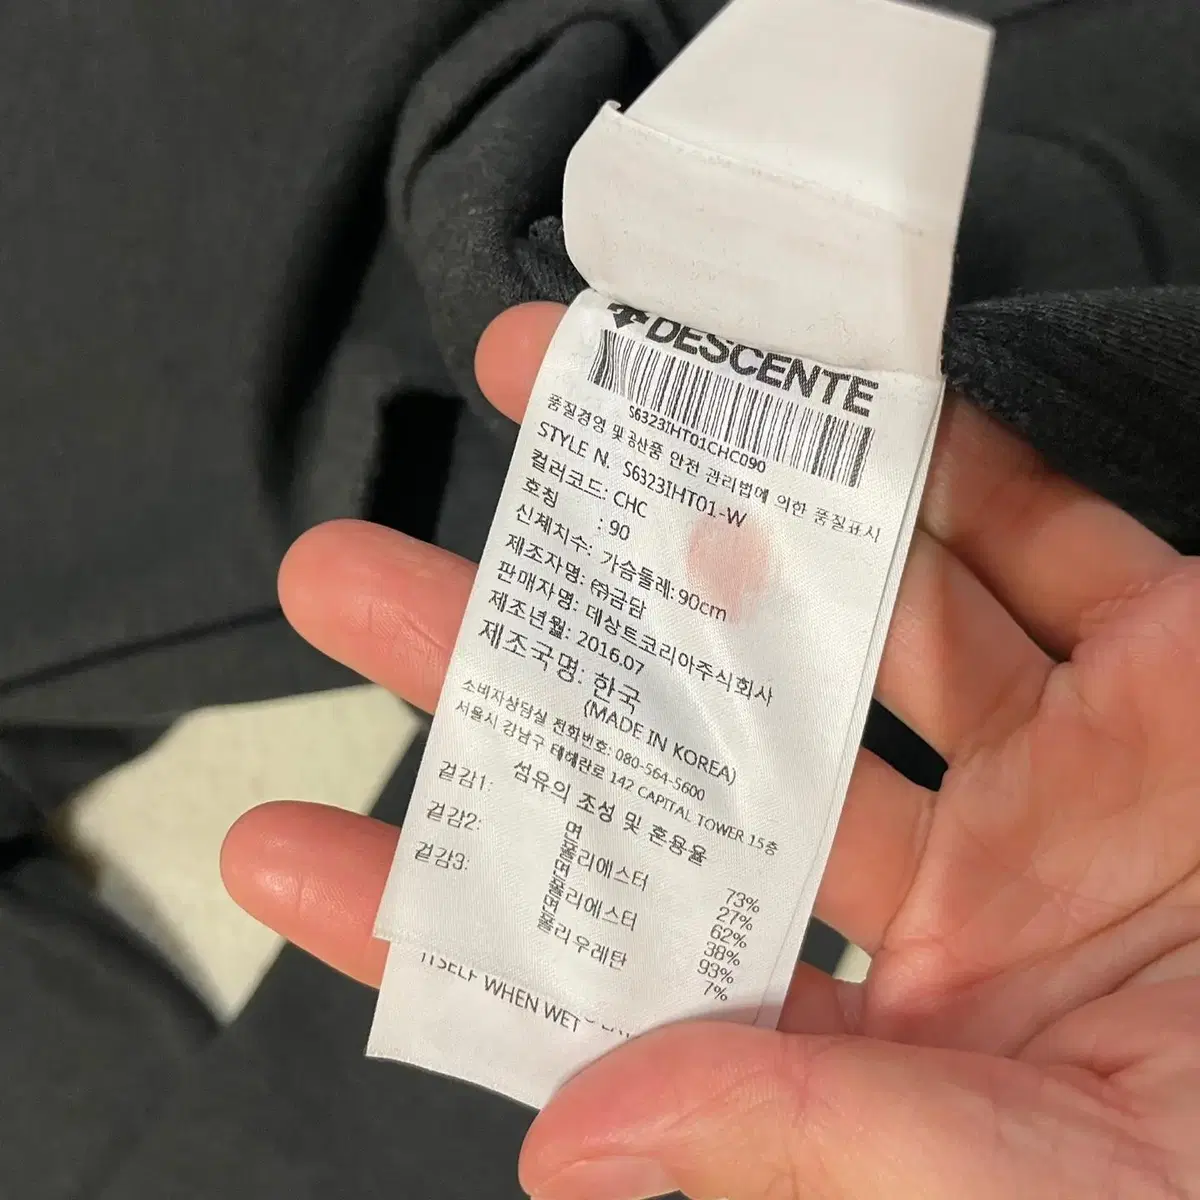 DESCENTE
S6323IHT01CHC090
품질경영 및 공산품 안전 관리법에 의한 품질표시
STYLE N. S6323IHT01-W
컬러코드: CHC
호칭 : 90
신체치수: 가슴둘레:90cm
제조자명: ㈜금담
판매자명: 데상트코리아주식회사
제조년월: 2016.07
제조국명: 한국
(MADE IN KOREA)
소비자상담실 전화번호: 080-564-5600
서울시 강남구 테헤란로 142 CAPITAL TOWER 15층
섬유의 조성 및 혼용율
겉감1: 면 73%
폴리에스터 27%
겉감2: 면 62%
폴리에스터 38%
겉감3: 면 93%
폴리우레탄 7%
ITSELF WHEN WET